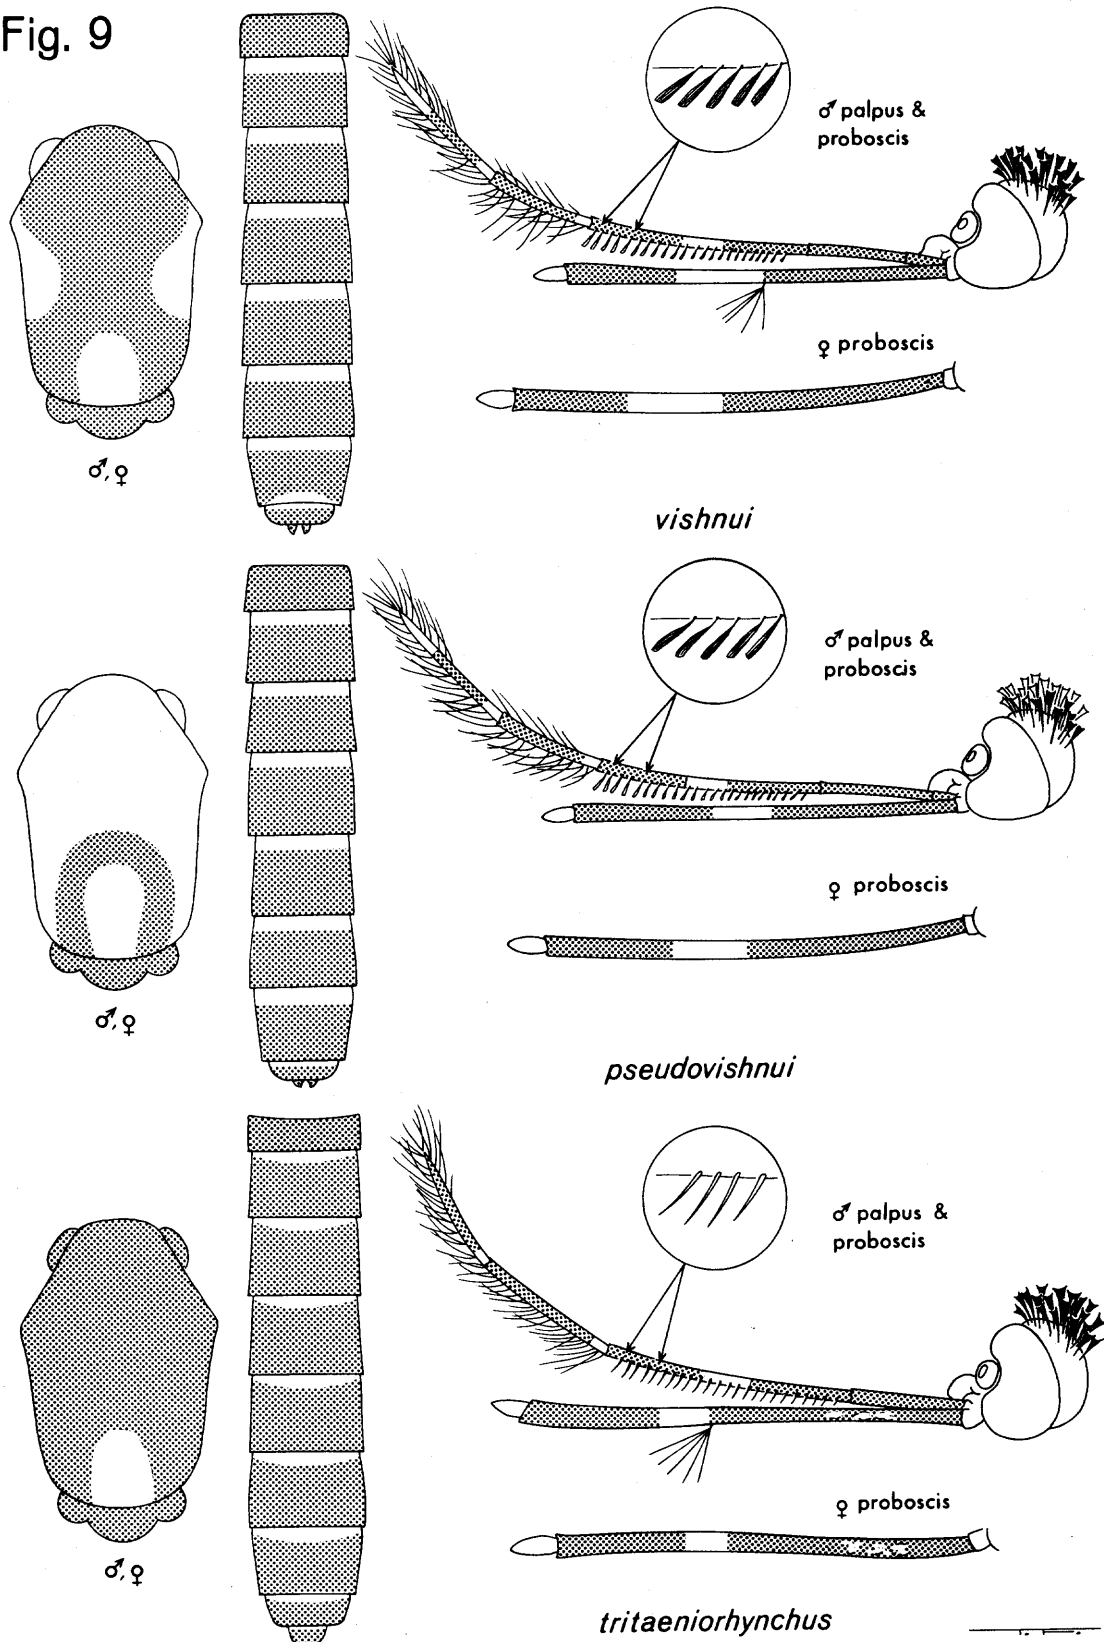 Fig. 9
♂ palpus &
proboscis
♀ proboscis
♂,♀
vishnui
♂ palpus &
proboscis
♀ proboscis
♂,♀
pseudovishnui
♂ palpus &
proboscis
♀ proboscis
♂,♀
tritaeniorhynchus